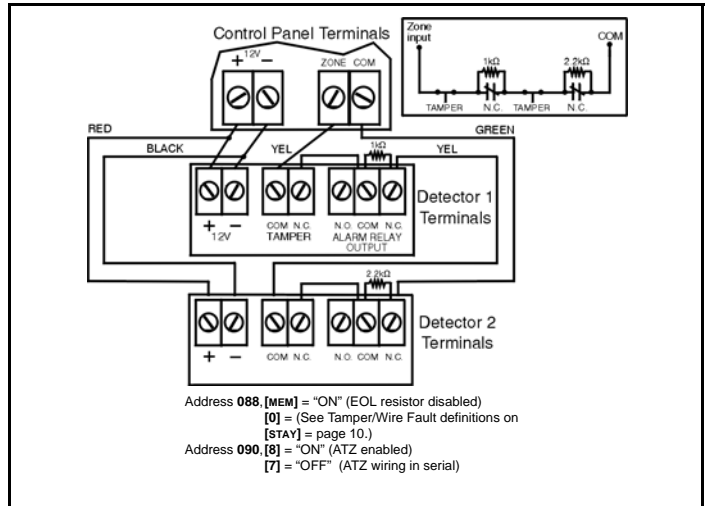 Control Panel Terminals
+ 12V −
ZONE COM
Zone input
COM
1kΩ
2.2kΩ
TAMPER N.C. TAMPER N.C.
RED
GREEN
BLACK
YEL
1kΩ
YEL
Detector 1
Terminals
+ −
12V
COM N.C.
TAMPER
N.O. COM N.C.
ALARM RELAY
OUTPUT
2.2kΩ
Detector 2
Terminals
+ −
COM N.C.
N.O. COM N.C.
Address 088, [MEM] = “ON” (EOL resistor disabled)
[0] = (See Tamper/Wire Fault definitions on
[STAY] = page 10.)
Address 090, [8] = “ON” (ATZ enabled)
[7] = “OFF” (ATZ wiring in serial)